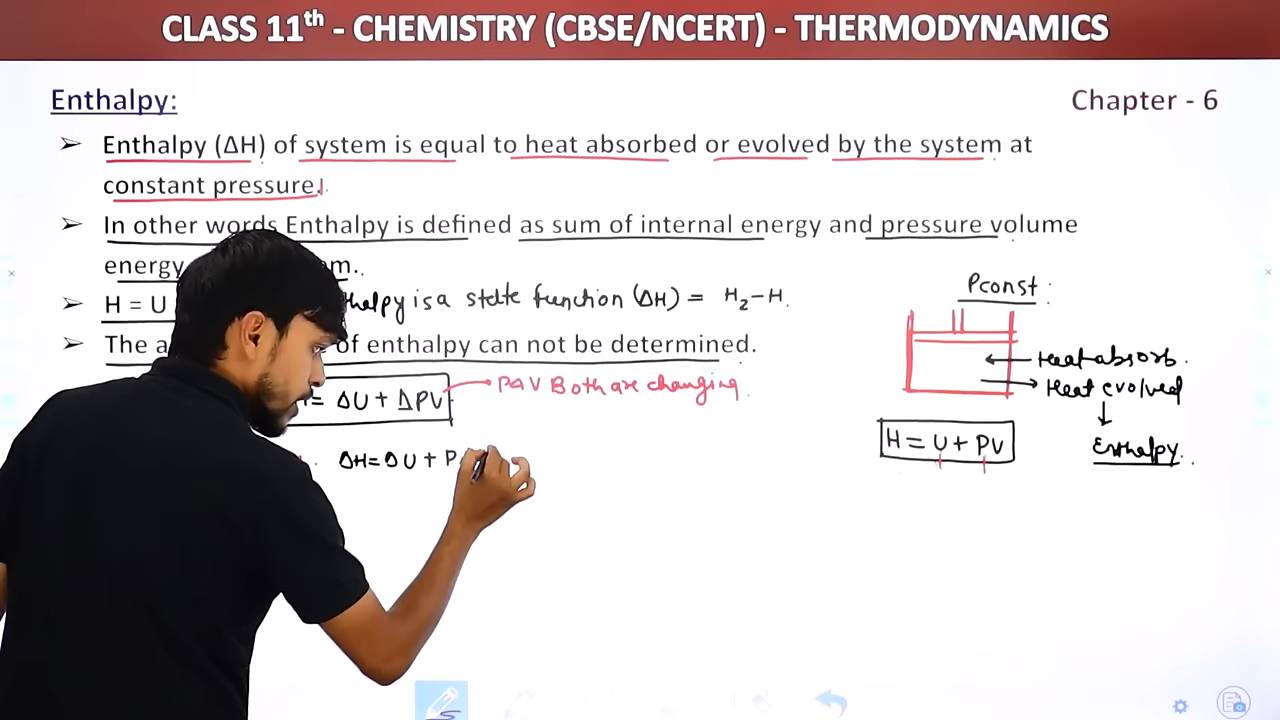 CLASS 11th - CHEMISTRY (CBSE/NCERT) - THERMODYNAMICS
Enthalpy:
Chapter - 6
➢ Enthalpy (ΔH) of system is equal to heat absorbed or evolved by the system at
constant pressure.
➢ In other words Enthalpy is defined as sum of internal energy and pressure volume
energy
➢ H = U
is a state function (ΔH) = H2-H
➢ The of enthalpy can not be determined.
= ΔU + ΔPV
P&V Both are changing
ΔH=ΔU + P
Pconst:
Heat absorb.
Heat evolved
Enthalpy.
H = U + PV